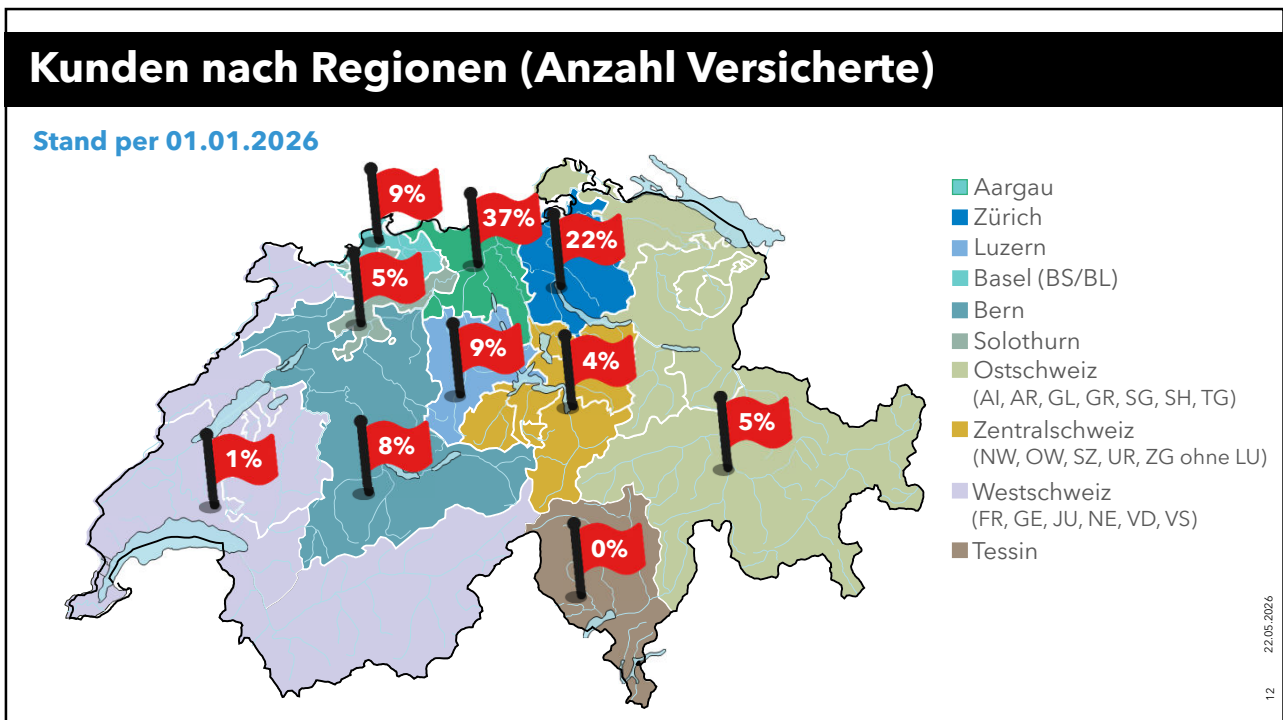 Kunden nach Regionen (Anzahl Versicherte)
Stand per 01.01.2026
9%
37%
22%
5%
9%
4%
5%
8%
1%
0%
Aargau
Zürich
Luzern
Basel (BS/BL)
Bern
Solothurn
Ostschweiz
(AI, AR, GL, GR, SG, SH, TG)
Zentralschweiz
(NW, OW, SZ, UR, ZG ohne LU)
Westschweiz
(FR, GE, JU, NE, VD, VS)
Tessin
22.05.2026
12